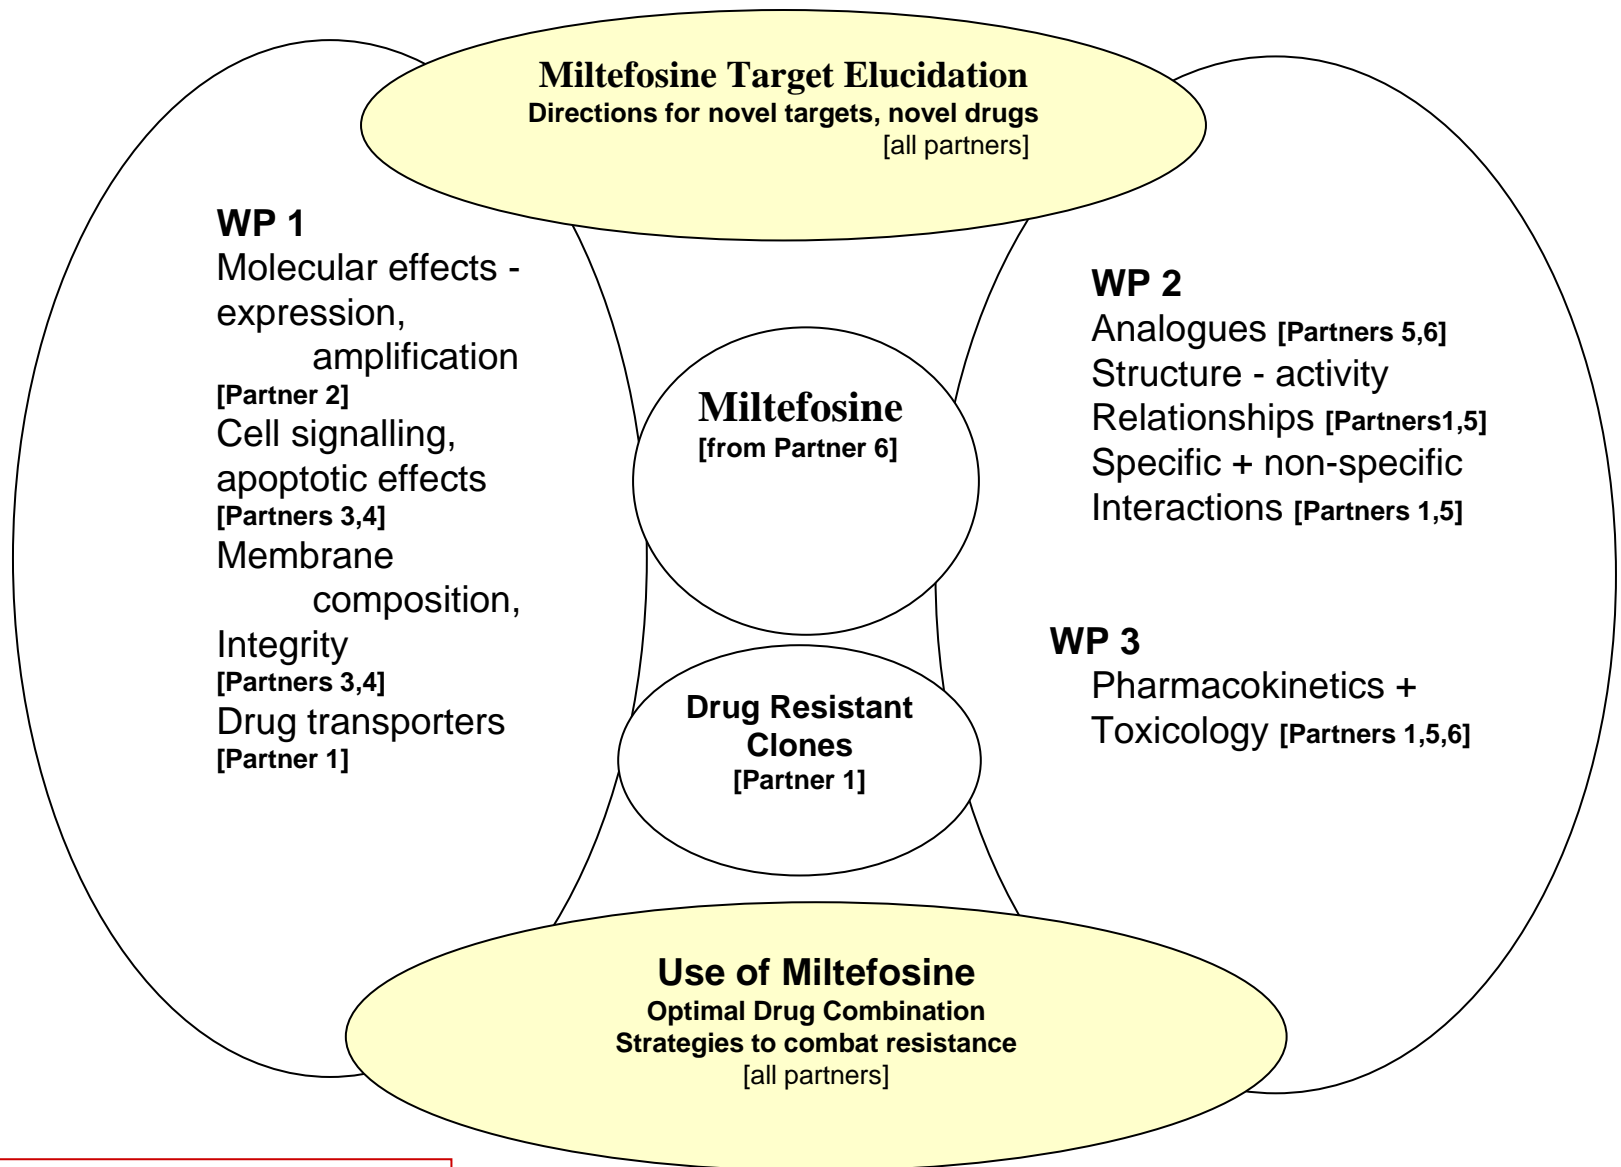 Miltefosine Target Elucidation
Directions for novel targets, novel drugs
[all partners]
WP 1
Molecular effects -
expression,
amplification
[Partner 2]
Cell signalling,
apoptotic effects
[Partners 3,4]
Membrane
composition,
Integrity
[Partners 3,4]
Drug transporters
[Partner 1]
Miltefosine
[from Partner 6]
Drug Resistant
Clones
[Partner 1]
WP 2
Analogues [Partners 5,6]
Structure - activity
Relationships [Partners1,5]
Specific + non-specific
Interactions [Partners 1,5]
WP 3
Pharmacokinetics +
Toxicology [Partners 1,5,6]
Use of Miltefosine
Optimal Drug Combination
Strategies to combat resistance
[all partners]